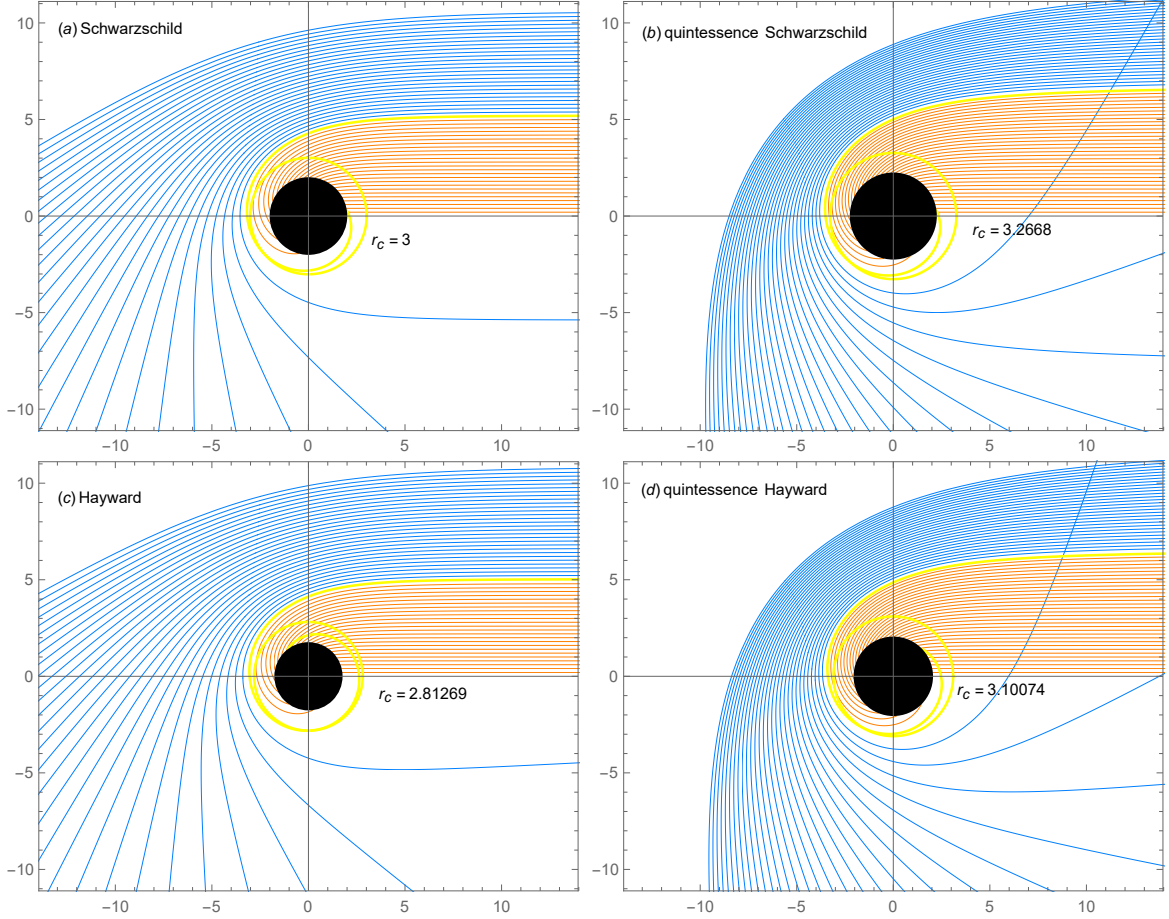 (a) Schwarzschild
10
5
0
−5
−10
r_c = 3
−10 −5 0 5 10
(b) quintessence Schwarzschild
10
5
0
−5
−10
r_c = 3.2668
−10 −5 0 5 10
(c) Hayward
10
5
0
−5
−10
r_c = 2.81269
−10 −5 0 5 10
(d) quintessence Hayward
10
5
0
−5
−10
r_c = 3.10074
−10 −5 0 5 10